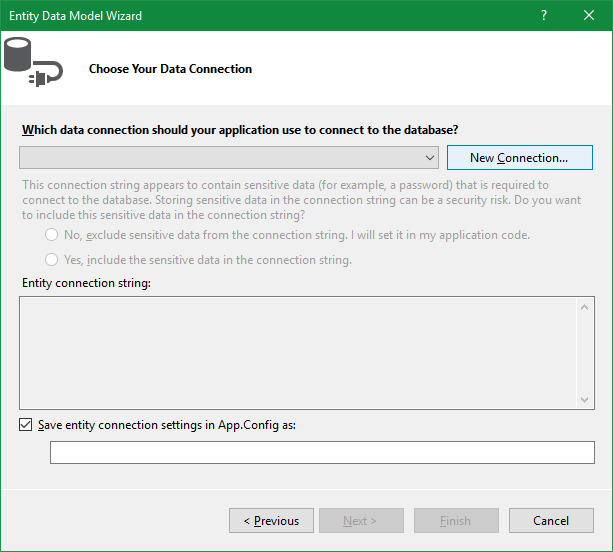 Entity Data Model Wizard
?
Choose Your Data Connection
Which data connection should your application use to connect to the database?
New Connection...
This connection string appears to contain sensitive data (for example, a password) that is required to
connect to the database. Storing sensitive data in the connection string can be a security risk. Do you want
to include this sensitive data in the connection string?
No, exclude sensitive data from the connection string. I will set it in my application code.
Yes, include the sensitive data in the connection string.
Entity connection string:
Save entity connection settings in App.Config as:
< Previous
Next >
Finish
Cancel